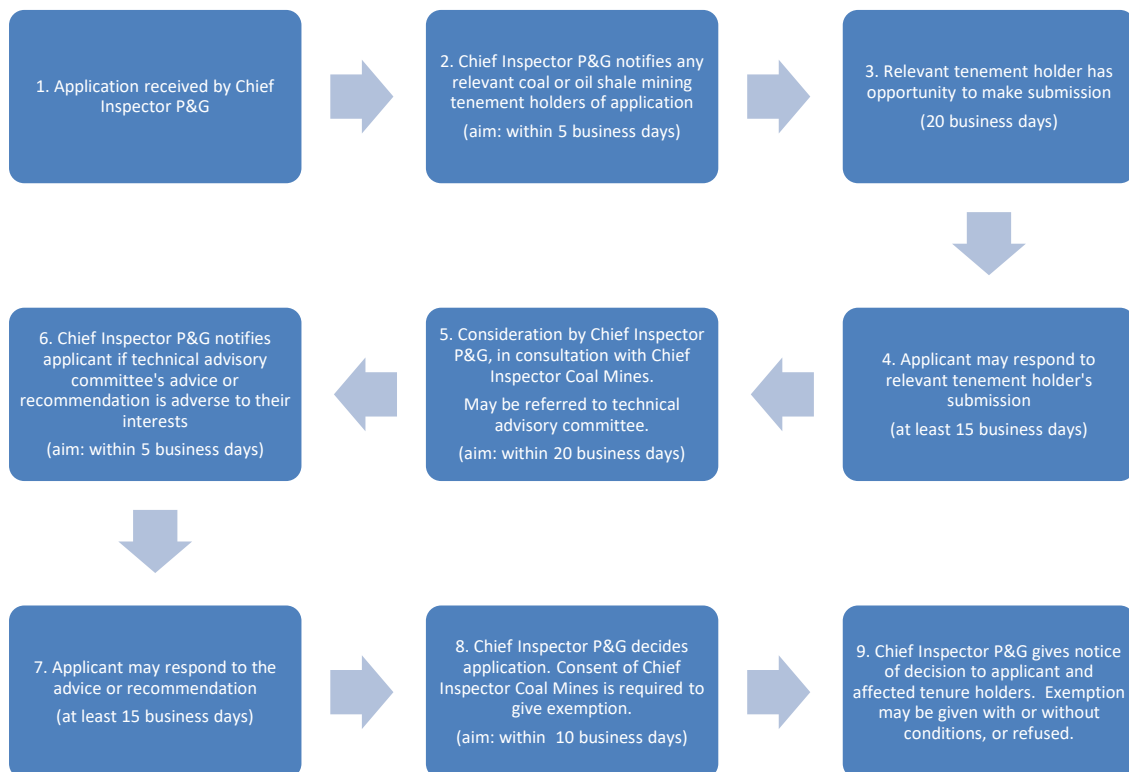 1. Application received by Chief
Inspector P&G
2. Chief Inspector P&G notifies any
relevant coal or oil shale mining
tenement holders of application
(aim: within 5 business days)
3. Relevant tenement holder has
opportunity to make submission
(20 business days)
4. Applicant may respond to
relevant tenement holder's
submission
(at least 15 business days)
5. Consideration by Chief Inspector
P&G, in consultation with Chief
Inspector Coal Mines.
May be referred to technical
advisory committee.
(aim: within 20 business days)
6. Chief Inspector P&G notifies
applicant if technical advisory
committee's advice or
recommendation is adverse to their
interests
(aim: within 5 business days)
7. Applicant may respond to the
advice or recommendation
(at least 15 business days)
8. Chief Inspector P&G decides
application. Consent of Chief
Inspector Coal Mines is required to
give exemption.
(aim: within 10 business days)
9. Chief Inspector P&G gives notice
of decision to applicant and
affected tenure holders. Exemption
may be given with or without
conditions, or refused.